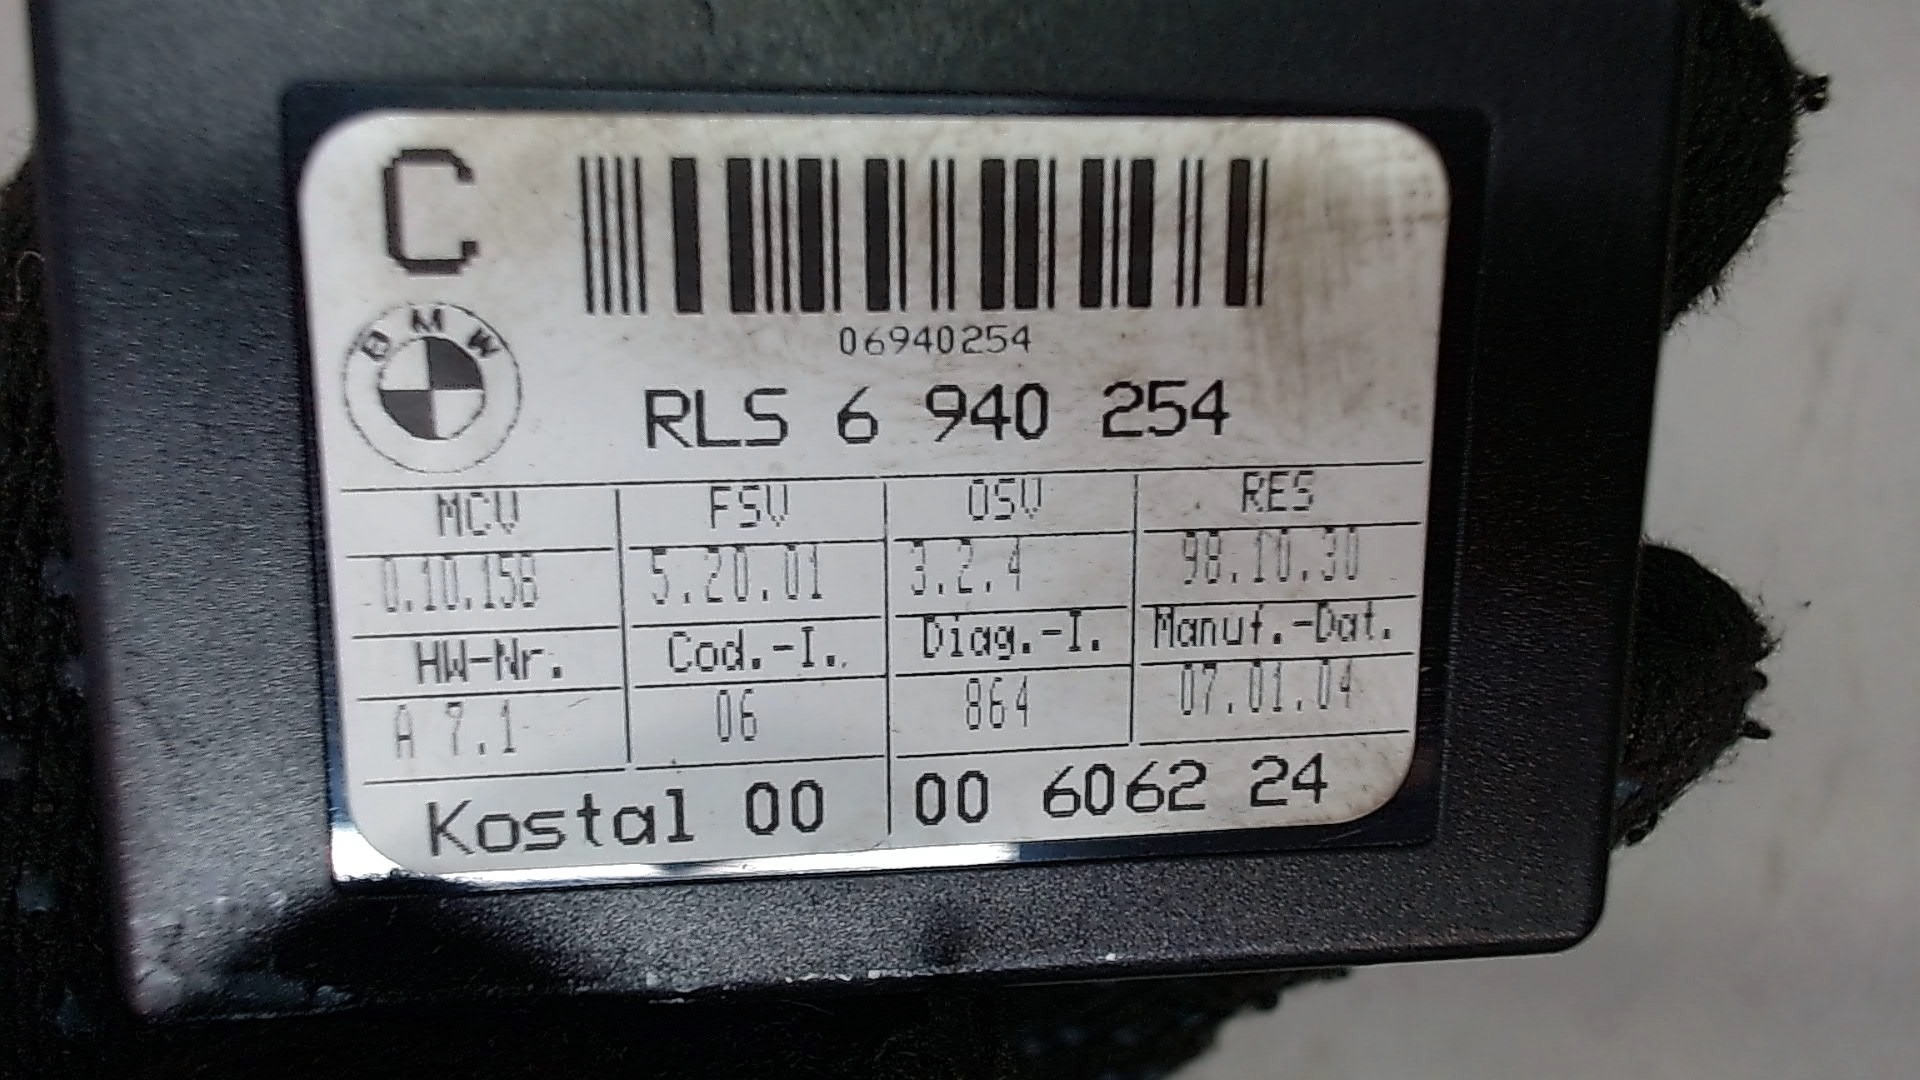 C
06940254
BMW
RLS 6 940 254
MCV FSV OSV RES
0.10.15B 5.20.01 3.2.4 98.10.30
HW-Nr. Cod.-I. Diag.-I. Manuf.-Dat.
A 7.1 06 864 07.01.04
Kostal 00 00 6062 24